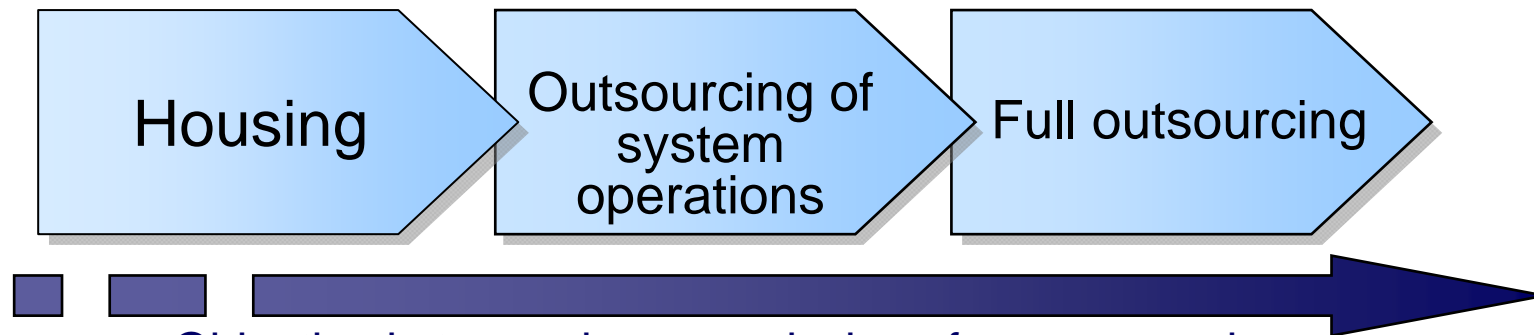 Housing
Outsourcing of
system
operations
Full outsourcing